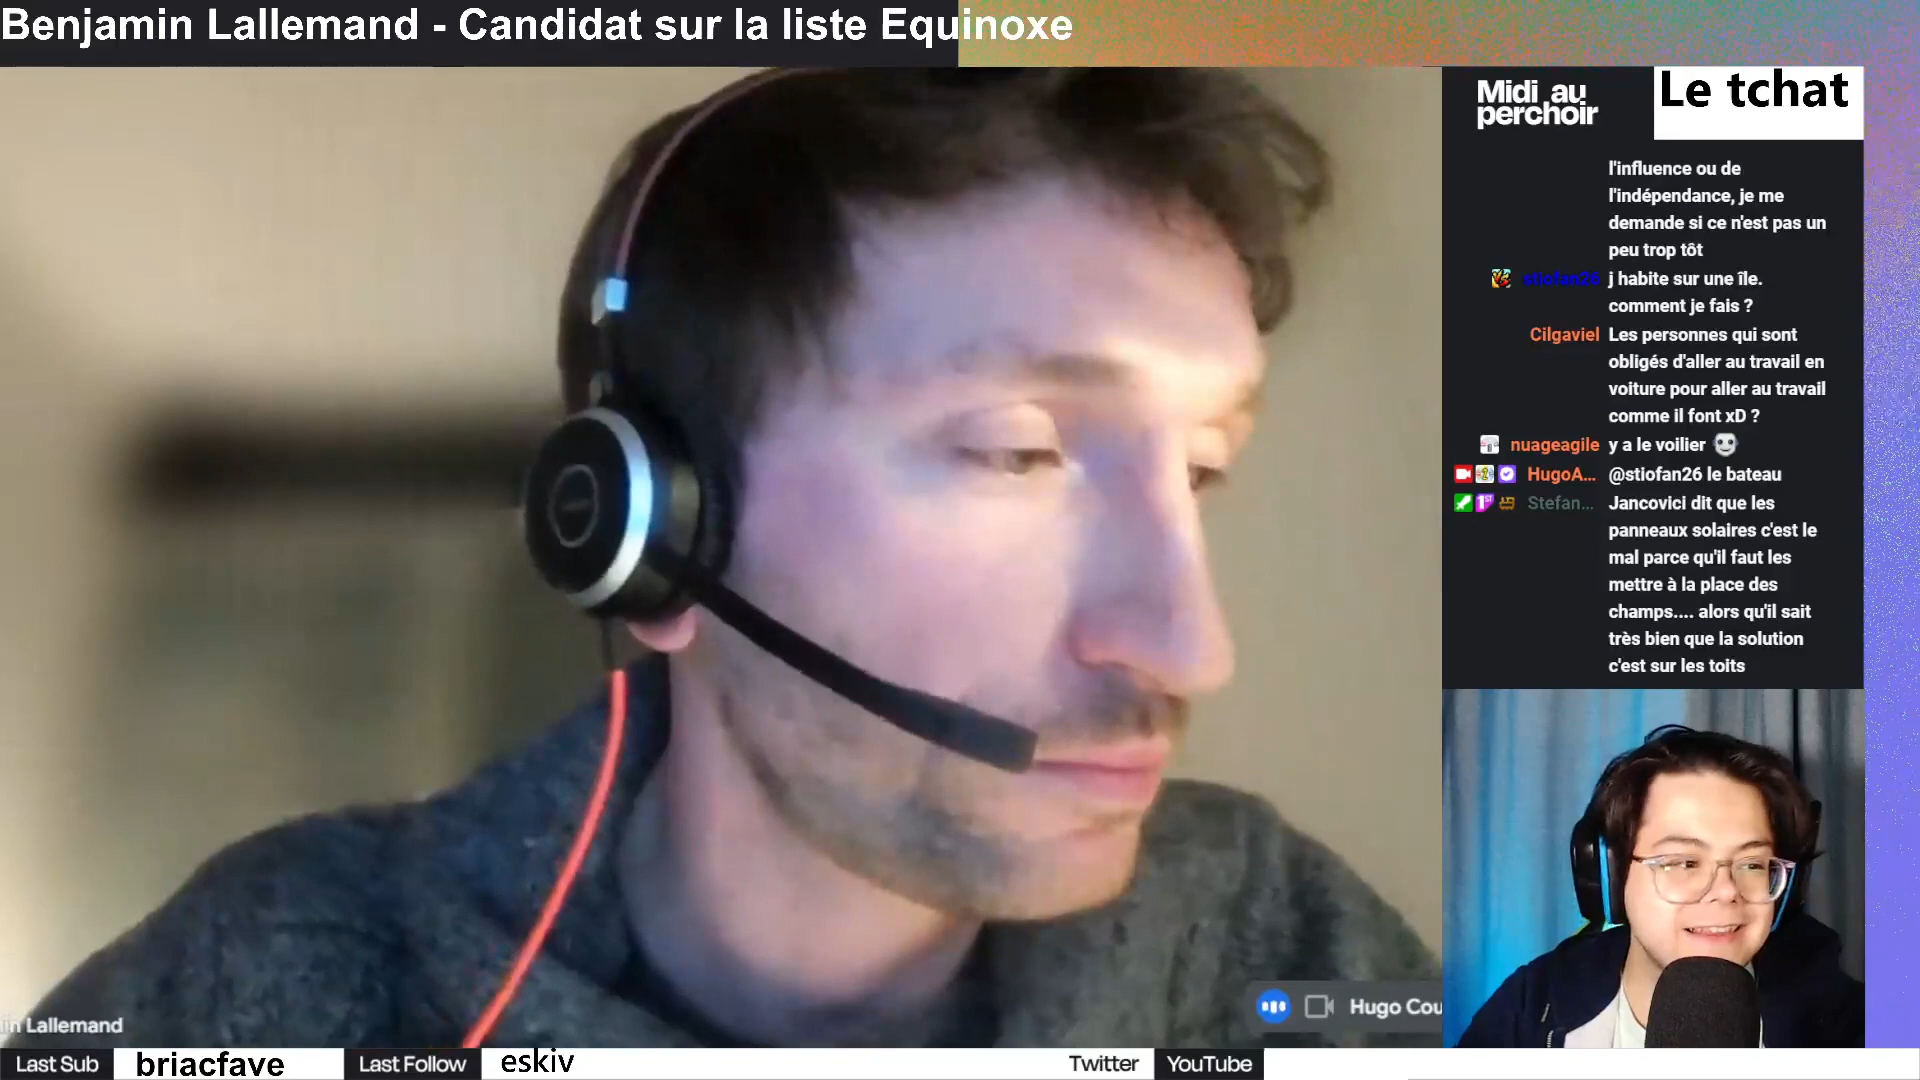 Benjamin Lallemand - Candidat sur la liste Equinoxe
Midi au
perchoir
Le tchat
l'influence ou de
l'indépendance, je me
demande si ce n'est pas un
peu trop tôt
stiofan26 j habite sur une île.
comment je fais ?
Cilgaviel Les personnes qui sont
obligés d'aller au travail en
voiture pour aller au travail
comme il font xD ?
nuageagile y a le voilier
HugoA... @stiofan26 le bateau
Stefan... Jancovici dit que les
panneaux solaires c'est le
mal parce qu'il faut les
mettre à la place des
champs.... alors qu'il sait
très bien que la solution
c'est sur les toits
in Lallemand
Hugo Cou
Last Sub briacfave Last Follow eskiv Twitter YouTube